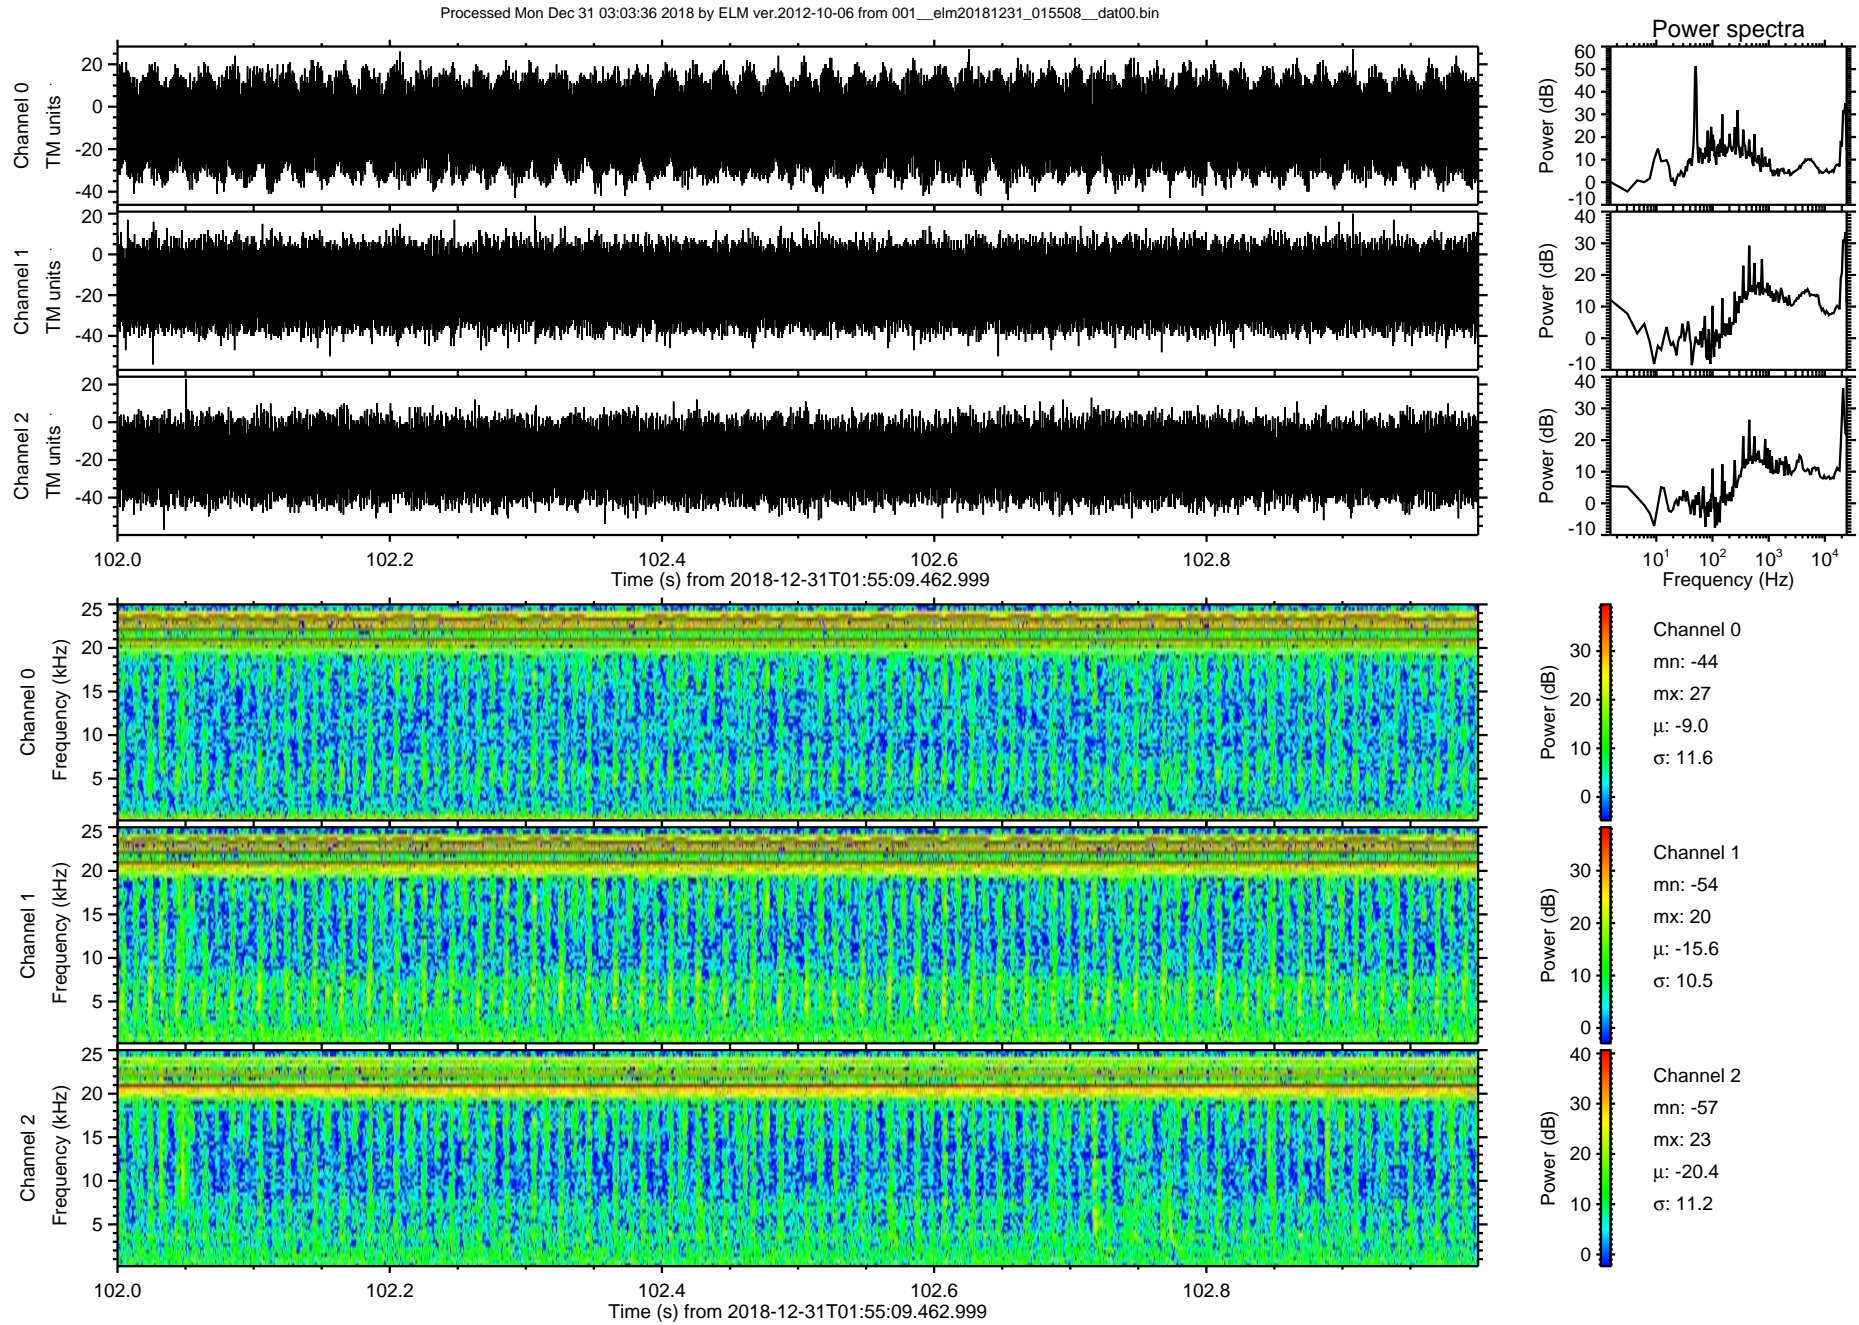 Processed Mon Dec 31 03:03:36 2018 by ELM ver.2012-10-06 from 001__elm20181231_015508__dat00.bin
Power spectra
Channel 0
TM units
20
0
-20
-40
Power (dB)
60
50
40
30
20
10
0
-10
Channel 1
TM units
20
0
-20
-40
Power (dB)
40
30
20
10
0
-10
Channel 2
TM units
20
0
-20
-40
Power (dB)
40
30
20
10
0
-10
102.0 102.2 102.4 102.6 102.8
Time (s) from 2018-12-31T01:55:09.462.999
10^1 10^2 10^3 10^4
Frequency (Hz)
Channel 0
Frequency (kHz)
25
20
15
10
5
Power (dB)
30
20
10
0
Channel 0
mn: -44
mx: 27
μ: -9.0
σ: 11.6
Channel 1
Frequency (kHz)
25
20
15
10
5
Power (dB)
30
20
10
0
Channel 1
mn: -54
mx: 20
μ: -15.6
σ: 10.5
Channel 2
Frequency (kHz)
25
20
15
10
5
Power (dB)
40
30
20
10
0
Channel 2
mn: -57
mx: 23
μ: -20.4
σ: 11.2
102.0 102.2 102.4 102.6 102.8
Time (s) from 2018-12-31T01:55:09.462.999